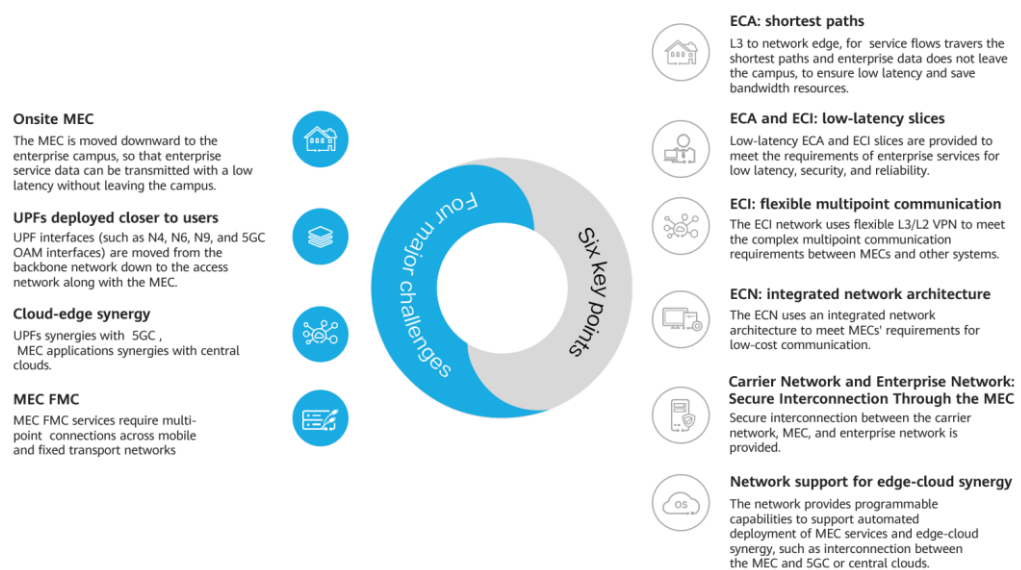 Onsite MEC
The MEC is moved downward to the
enterprise campus, so that enterprise
service data can be transmitted with a low
latency without leaving the campus.
UPFs deployed closer to users
UPF interfaces (such as N4, N6, N9, and 5GC
OAM interfaces) are moved from the
backbone network down to the access
network along with the MEC.
Cloud-edge synergy
UPFs synergies with 5GC ,
MEC applications synergies with central
clouds.
MEC FMC
MEC FMC services require multi-
point connections across mobile
and fixed transport networks
Four major challenges
Six key points
ECA: shortest paths
L3 to network edge, for service flows travers the
shortest paths and enterprise data does not leave
the campus, to ensure low latency and save
bandwidth resources.
ECA and ECI: low-latency slices
Low-latency ECA and ECI slices are provided to
meet the requirements of enterprise services for
low latency, security, and reliability.
ECI: flexible multipoint communication
The ECI network uses flexible L3/L2 VPN to meet
the complex multipoint communication
requirements between MECs and other systems.
ECN: integrated network architecture
The ECN uses an integrated network
architecture to meet MECs' requirements for
low-cost communication.
Carrier Network and Enterprise Network:
Secure Interconnection Through the MEC
Secure interconnection between the carrier
network, MEC, and enterprise network is
provided.
OS
Network support for edge-cloud synergy
The network provides programmable
capabilities to support automated
deployment of MEC services and edge-cloud
synergy, such as interconnection between
the MEC and 5GC or central clouds.